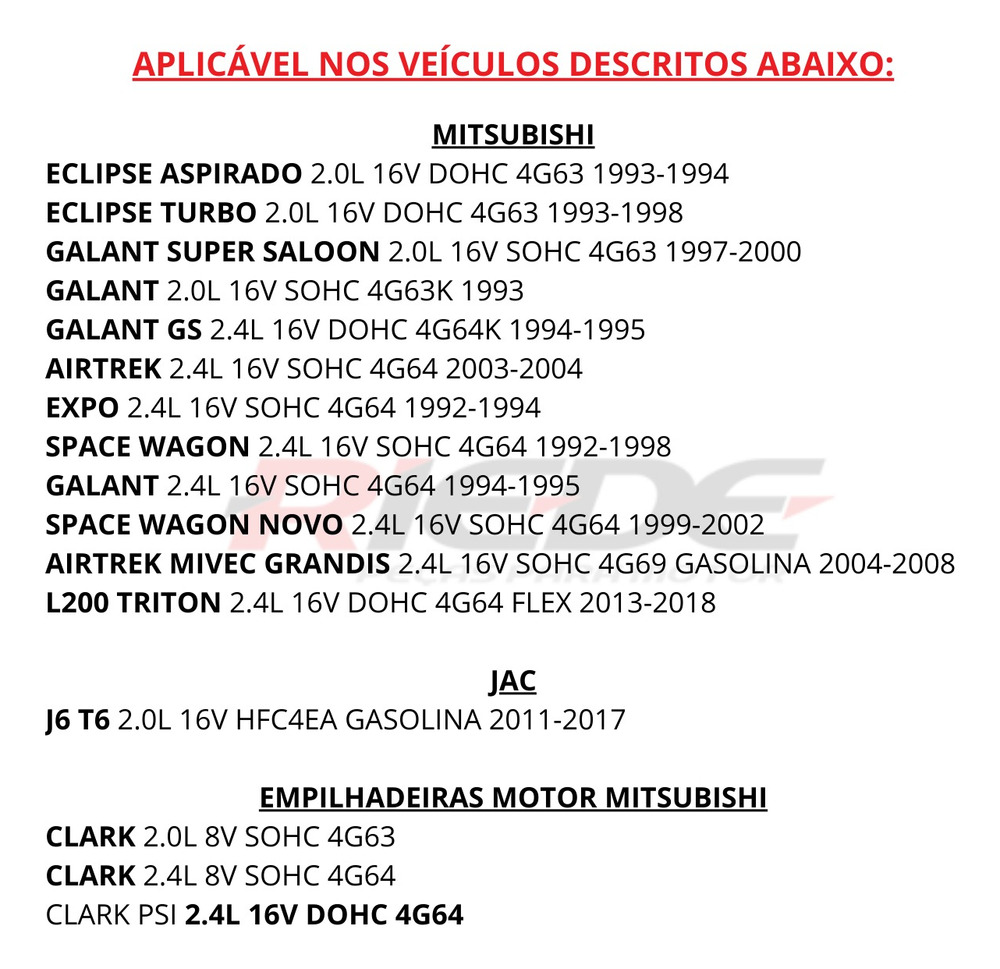 APLICÁVEL NOS VEÍCULOS DESCRITOS ABAIXO:
MITSUBISHI
ECLIPSE ASPIRADO 2.0L 16V DOHC 4G63 1993-1994
ECLIPSE TURBO 2.0L 16V DOHC 4G63 1993-1998
GALANT SUPER SALOON 2.0L 16V SOHC 4G63 1997-2000
GALANT 2.0L 16V SOHC 4G63K 1993
GALANT GS 2.4L 16V DOHC 4G64K 1994-1995
AIRTREK 2.4L 16V SOHC 4G64 2003-2004
EXPO 2.4L 16V SOHC 4G64 1992-1994
SPACE WAGON 2.4L 16V SOHC 4G64 1992-1998
RIEDE
GALANT 2.4L 16V SOHC 4G64 1994-1995
SPACE WAGON NOVO 2.4L 16V SOHC 4G64 1999-2002
AIRTREK MIVEC GRANDIS 2.4L 16V SOHC 4G69 GASOLINA 2004-2008
PEÇAS PARA MOTOR
L200 TRITON 2.4L 16V DOHC 4G64 FLEX 2013-2018
JAC
J6 T6 2.0L 16V HFC4EA GASOLINA 2011-2017
EMPILHADEIRAS MOTOR MITSUBISHI
CLARK 2.0L 8V SOHC 4G63
CLARK 2.4L 8V SOHC 4G64
CLARK PSI 2.4L 16V DOHC 4G64